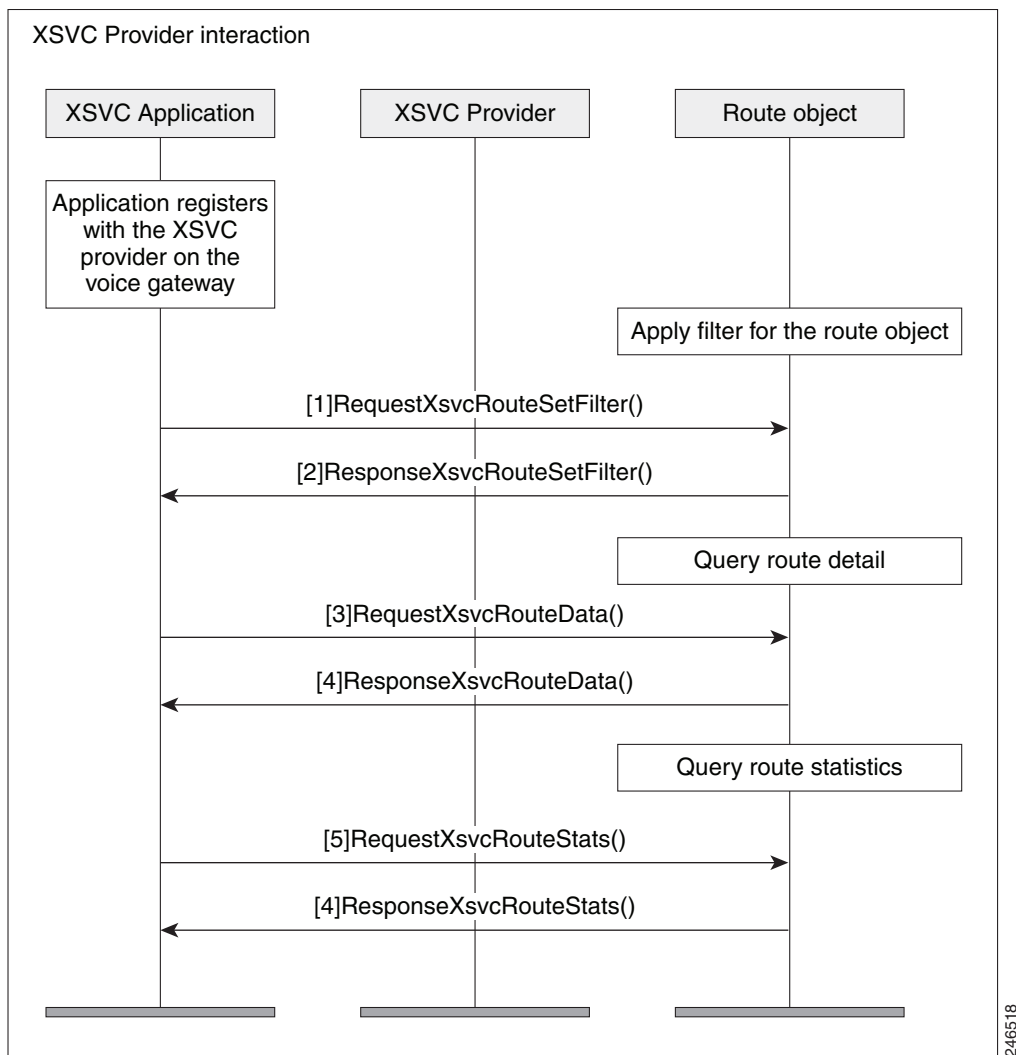 XSVC Provider interaction
XSVC Application
XSVC Provider
Route object
Application registers
with the XSVC
provider on the
voice gateway
Apply filter for the route object
[1]RequestXsvcRouteSetFilter()
[2]ResponseXsvcRouteSetFilter()
Query route detail
[3]RequestXsvcRouteData()
[4]ResponseXsvcRouteData()
Query route statistics
[5]RequestXsvcRouteStats()
[4]ResponseXsvcRouteStats()
246518